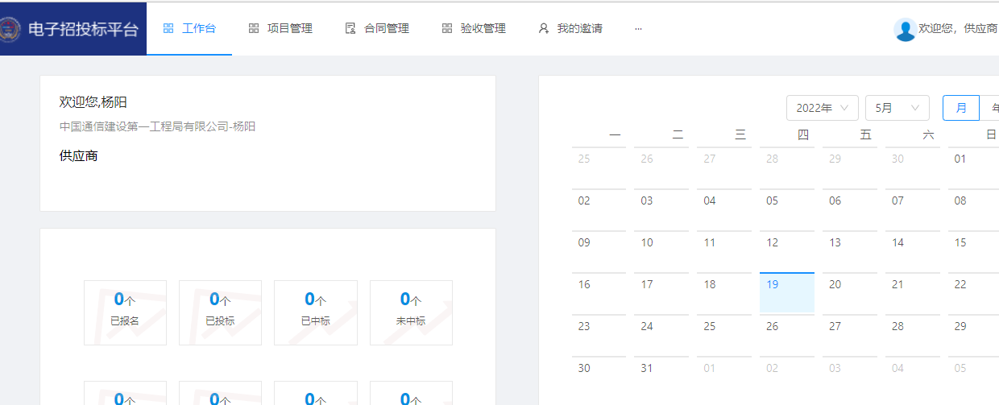 电子招投标平台 工作台 项目管理 合同管理 验收管理 我的邀请 ... 欢迎您，供应商
欢迎您,杨阳
中国通信建设第一工程局有限公司-杨阳
供应商
0个 0个 0个 0个
已报名 已投标 已中标 未中标
0个 0个 0个 0个
2022年 5月 月 年
一 二 三 四 五 六 日
25 26 27 28 29 30 01
02 03 04 05 06 07 08
09 10 11 12 13 14 15
16 17 18 19 20 21 22
23 24 25 26 27 28 29
30 31 01 02 03 04 05